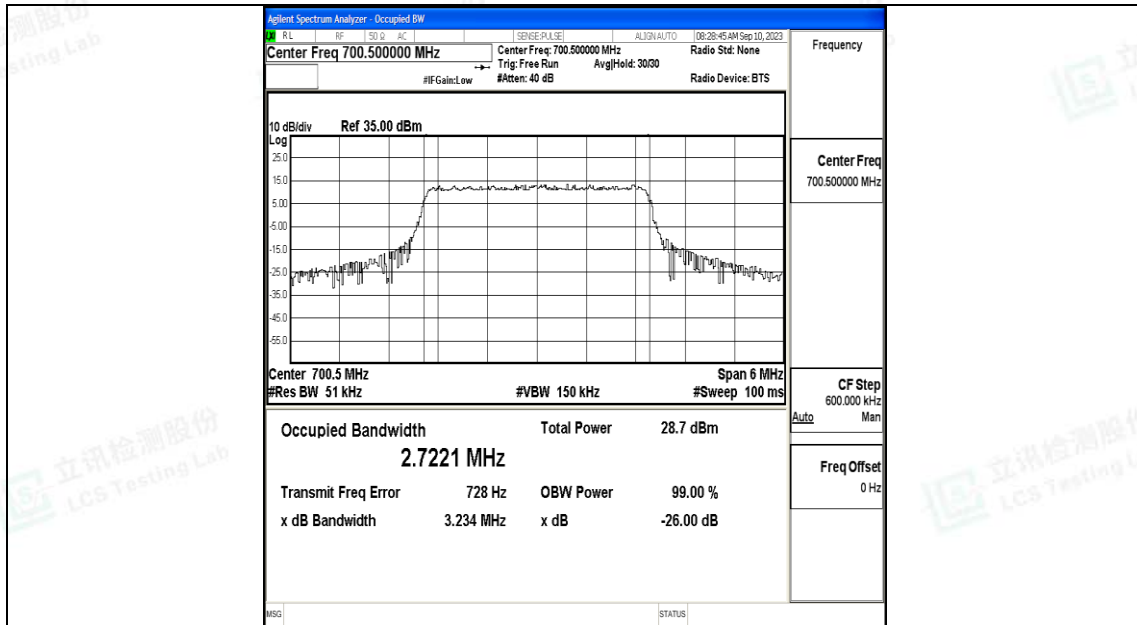 Agilent Spectrum Analyzer - Occupied BW
LXI RL RF 50 Ω AC SENSE:PULSE ALIGN AUTO 08:28:45 AM Sep 10, 2023
Center Freq 700.500000 MHz
Center Freq: 700.500000 MHz
Radio Std: None
Trig: Free Run Avg|Hold: 30/30
#IFGain:Low #Atten: 40 dB Radio Device: BTS
Frequency
10 dB/div Ref 35.00 dBm
Log
25.0
15.0
5.00
-5.00
-15.0
-25.0
-35.0
-45.0
-55.0
Center 700.5 MHz Span 6 MHz
#Res BW 51 kHz #VBW 150 kHz #Sweep 100 ms
Center Freq
700.500000 MHz
CF Step
600.000 kHz
Auto Man
Freq Offset
0 Hz
Occupied Bandwidth Total Power 28.7 dBm
2.7221 MHz
Transmit Freq Error 728 Hz OBW Power 99.00 %
x dB Bandwidth 3.234 MHz x dB -26.00 dB
MSG STATUS
立讯检测股份
LCS Testing Lab
立讯检测股份